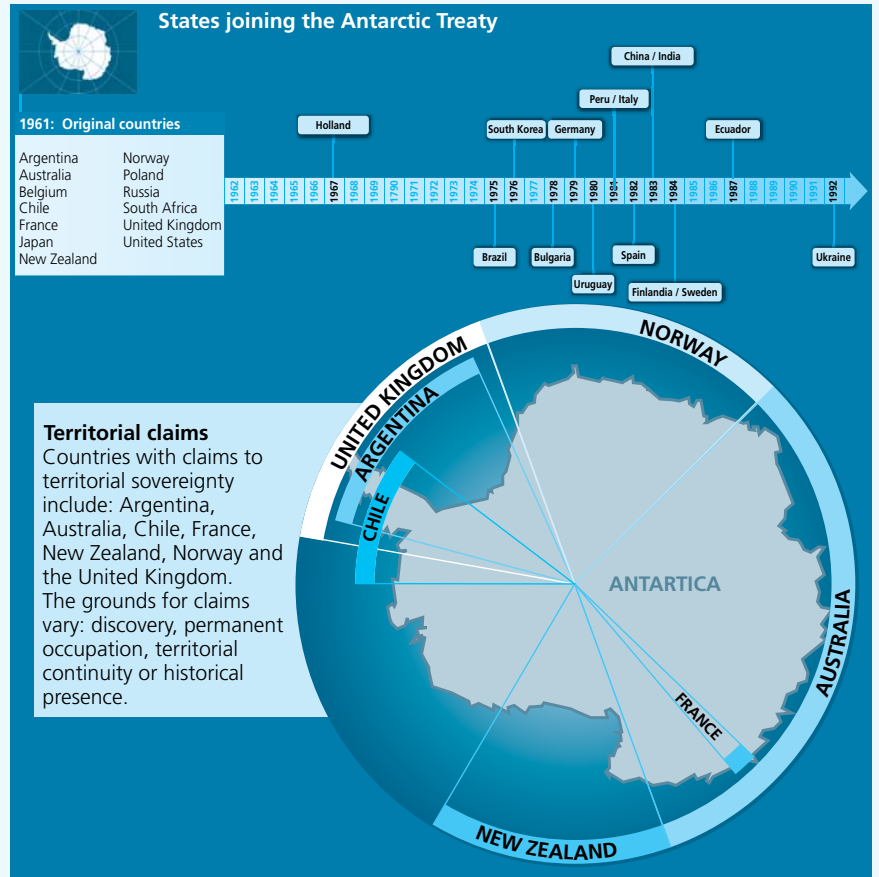 States joining the Antarctic Treaty
1961: Original countries
Argentina
Australia
Belgium
Chile
France
Japan
New Zealand
Norway
Poland
Russia
South Africa
United Kingdom
United States
China / India
Peru / Italy
Holland
South Korea
Germany
Ecuador
1962
1963
1964
1965
1966
1967
1968
1969
1790
1971
1972
1973
1974
1975
1976
1977
1978
1979
1980
1981
1982
1983
1984
1985
1986
1987
1988
1989
1990
1991
1992
Brazil
Bulgaria
Spain
Ukraine
Uruguay
Finlandia / Sweden
Territorial claims
Countries with claims to
territorial sovereignty
include: Argentina,
Australia, Chile, France,
New Zealand, Norway and
the United Kingdom.
The grounds for claims
vary: discovery, permanent
occupation, territorial
continuity or historical
presence.
UNITED KINGDOM
ARGENTINA
CHILE
NORWAY
ANTARTICA
AUSTRALIA
FRANCE
NEW ZEALAND